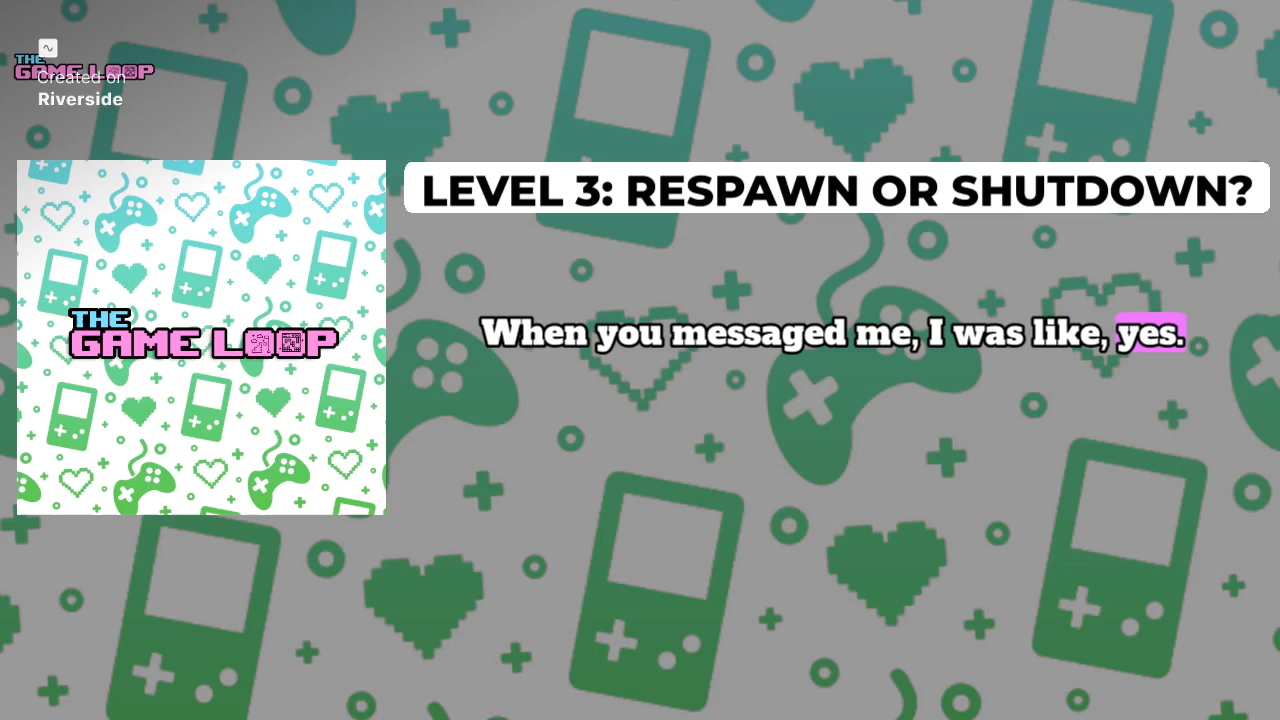 THE
GAME LOOP
Created on
Riverside
LEVEL 3: RESPAWN OR SHUTDOWN?
When you messaged me, I was like, yes.
THE
GAME LOOP